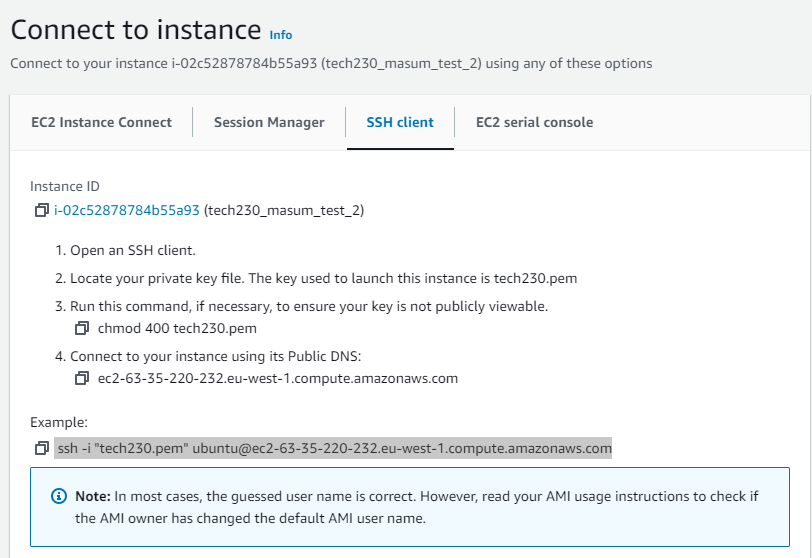 Connect to instance Info
Connect to your instance i-02c52878784b55a93 (tech230_masum_test_2) using any of these options
EC2 Instance Connect
Session Manager
SSH client
EC2 serial console
Instance ID
i-02c52878784b55a93 (tech230_masum_test_2)
1. Open an SSH client.
2. Locate your private key file. The key used to launch this instance is tech230.pem
3. Run this command, if necessary, to ensure your key is not publicly viewable.
chmod 400 tech230.pem
4. Connect to your instance using its Public DNS:
ec2-63-35-220-232.eu-west-1.compute.amazonaws.com
Example:
ssh -i "tech230.pem" ubuntu@ec2-63-35-220-232.eu-west-1.compute.amazonaws.com
Note: In most cases, the guessed user name is correct. However, read your AMI usage instructions to check if
the AMI owner has changed the default AMI user name.